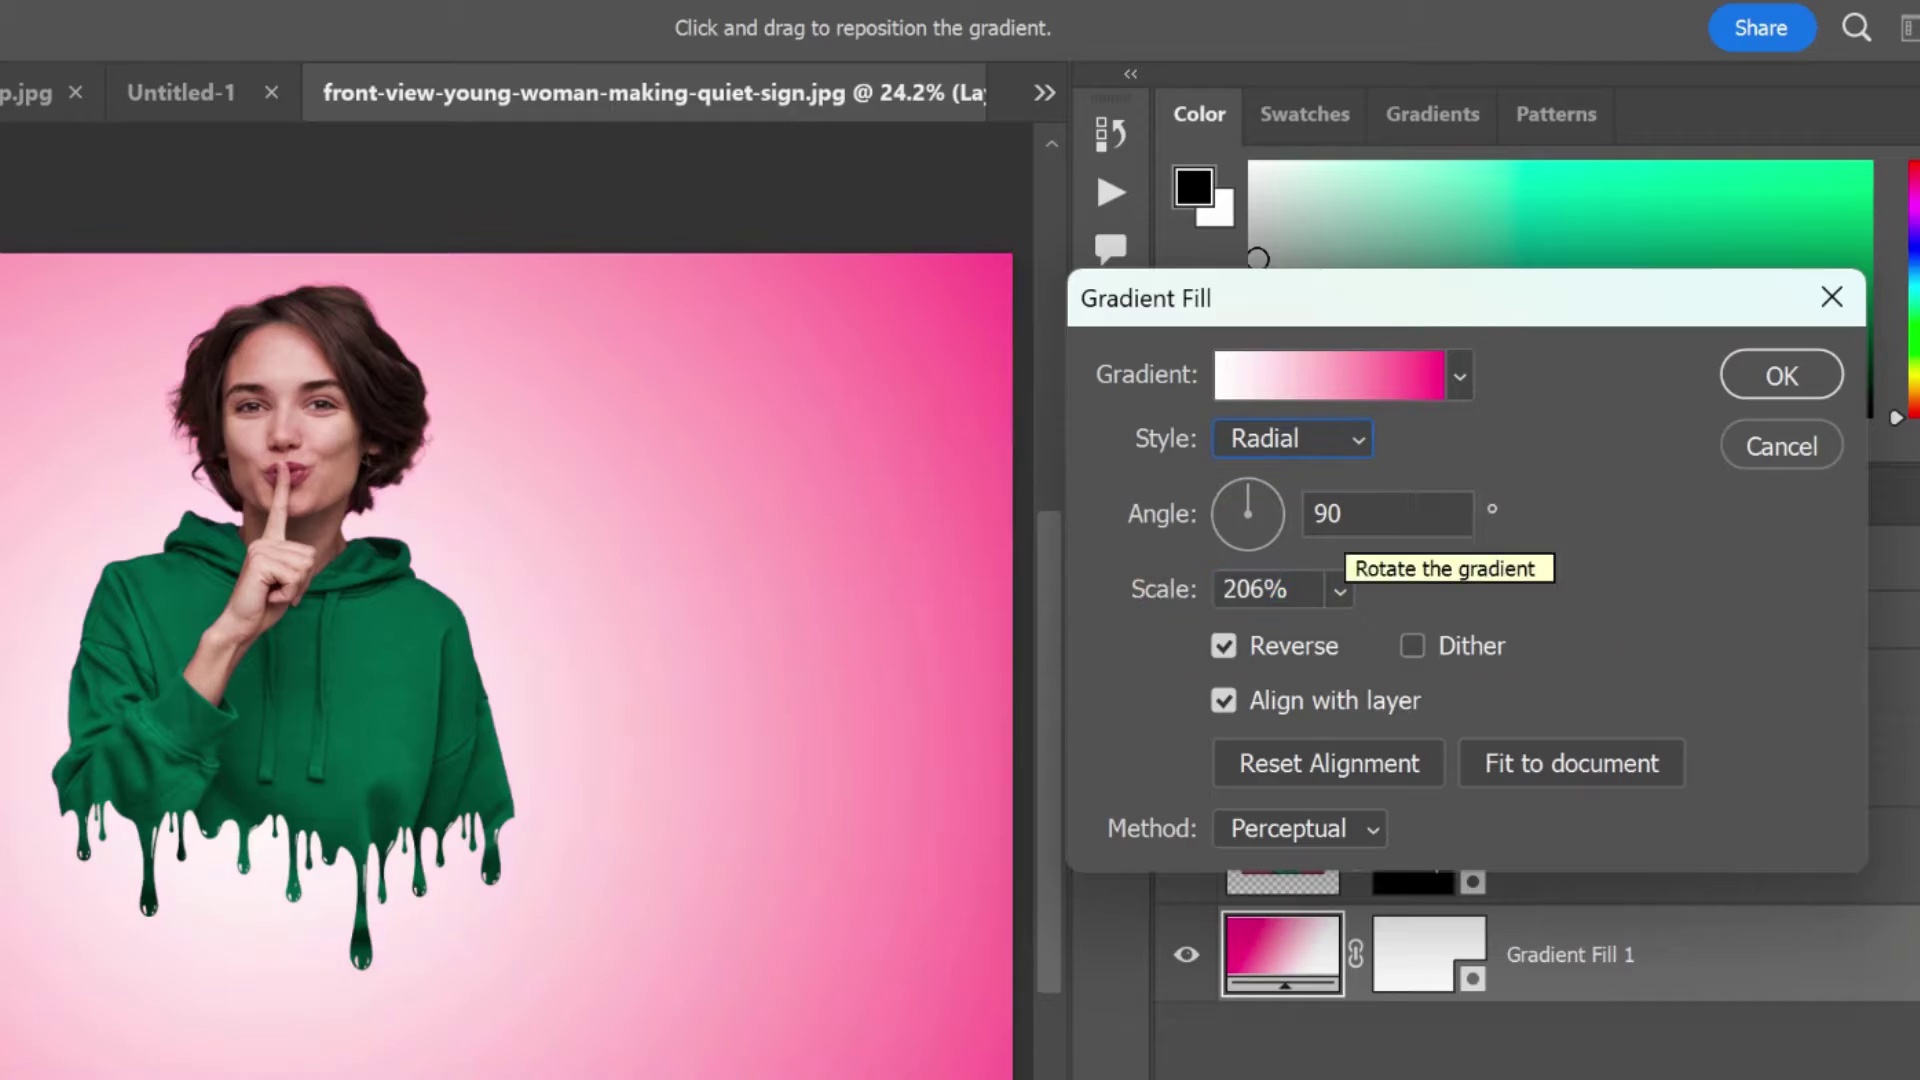 Click and drag to reposition the gradient.
Share
p.jpg
Untitled-1
front-view-young-woman-making-quiet-sign.jpg @ 24.2% (La
Color
Swatches
Gradients
Patterns
Gradient Fill
Gradient:
OK
Style:
Radial
Cancel
Angle:
90
°
Rotate the gradient
Scale:
206%
Reverse
Dither
Align with layer
Reset Alignment
Fit to document
Method:
Perceptual
Gradient Fill 1